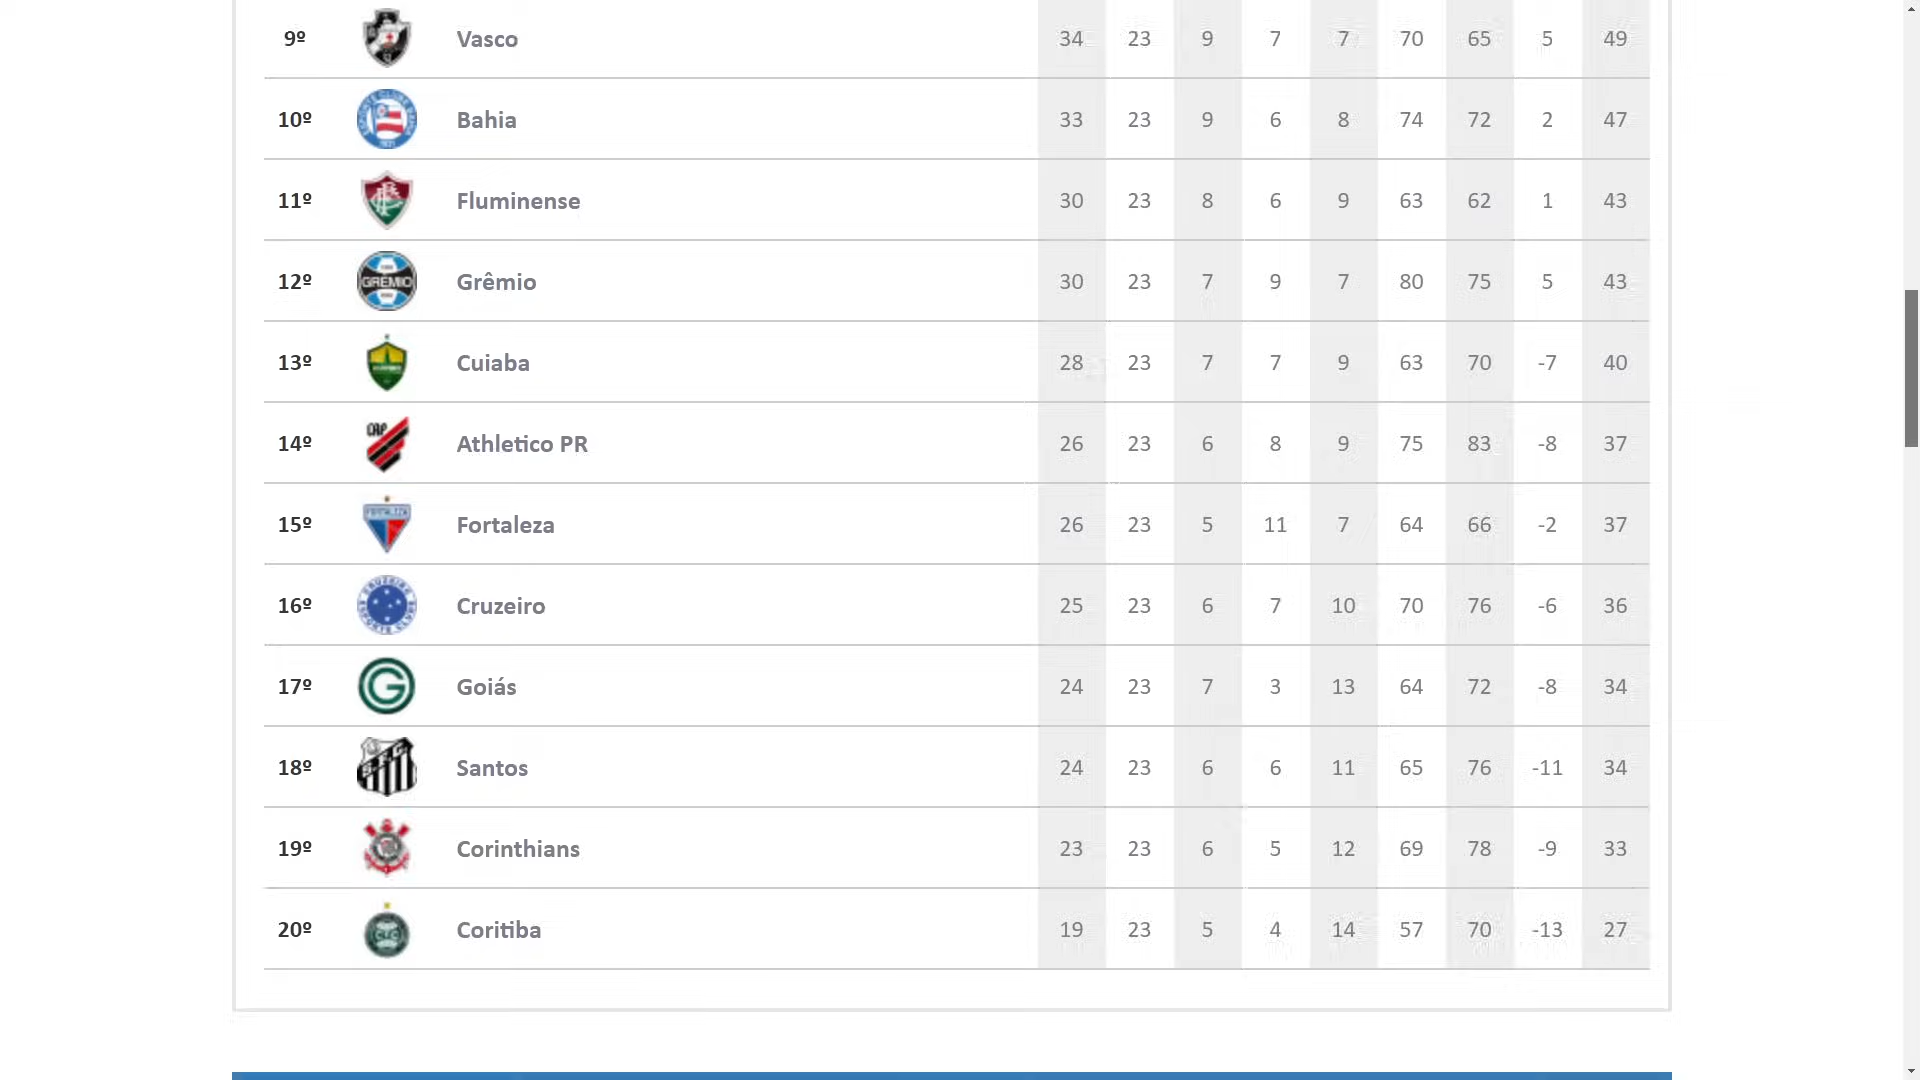 9º Vasco 34 23 9 7 7 70 65 5 49
10º Bahia 33 23 9 6 8 74 72 2 47
11º Fluminense 30 23 8 6 9 63 62 1 43
12º GRÊMIO Grêmio 30 23 7 9 7 80 75 5 43
13º Cuiaba 28 23 7 7 9 63 70 -7 40
14º CAP Athletico PR 26 23 6 8 9 75 83 -8 37
15º FORTALEZA Fortaleza 26 23 5 11 7 64 66 -2 37
16º Cruzeiro 25 23 6 7 10 70 76 -6 36
17º G Goiás 24 23 7 3 13 64 72 -8 34
18º Santos 24 23 6 6 11 65 76 -11 34
19º Corinthians 23 23 6 5 12 69 78 -9 33
20º Coritiba 19 23 5 4 14 57 70 -13 27